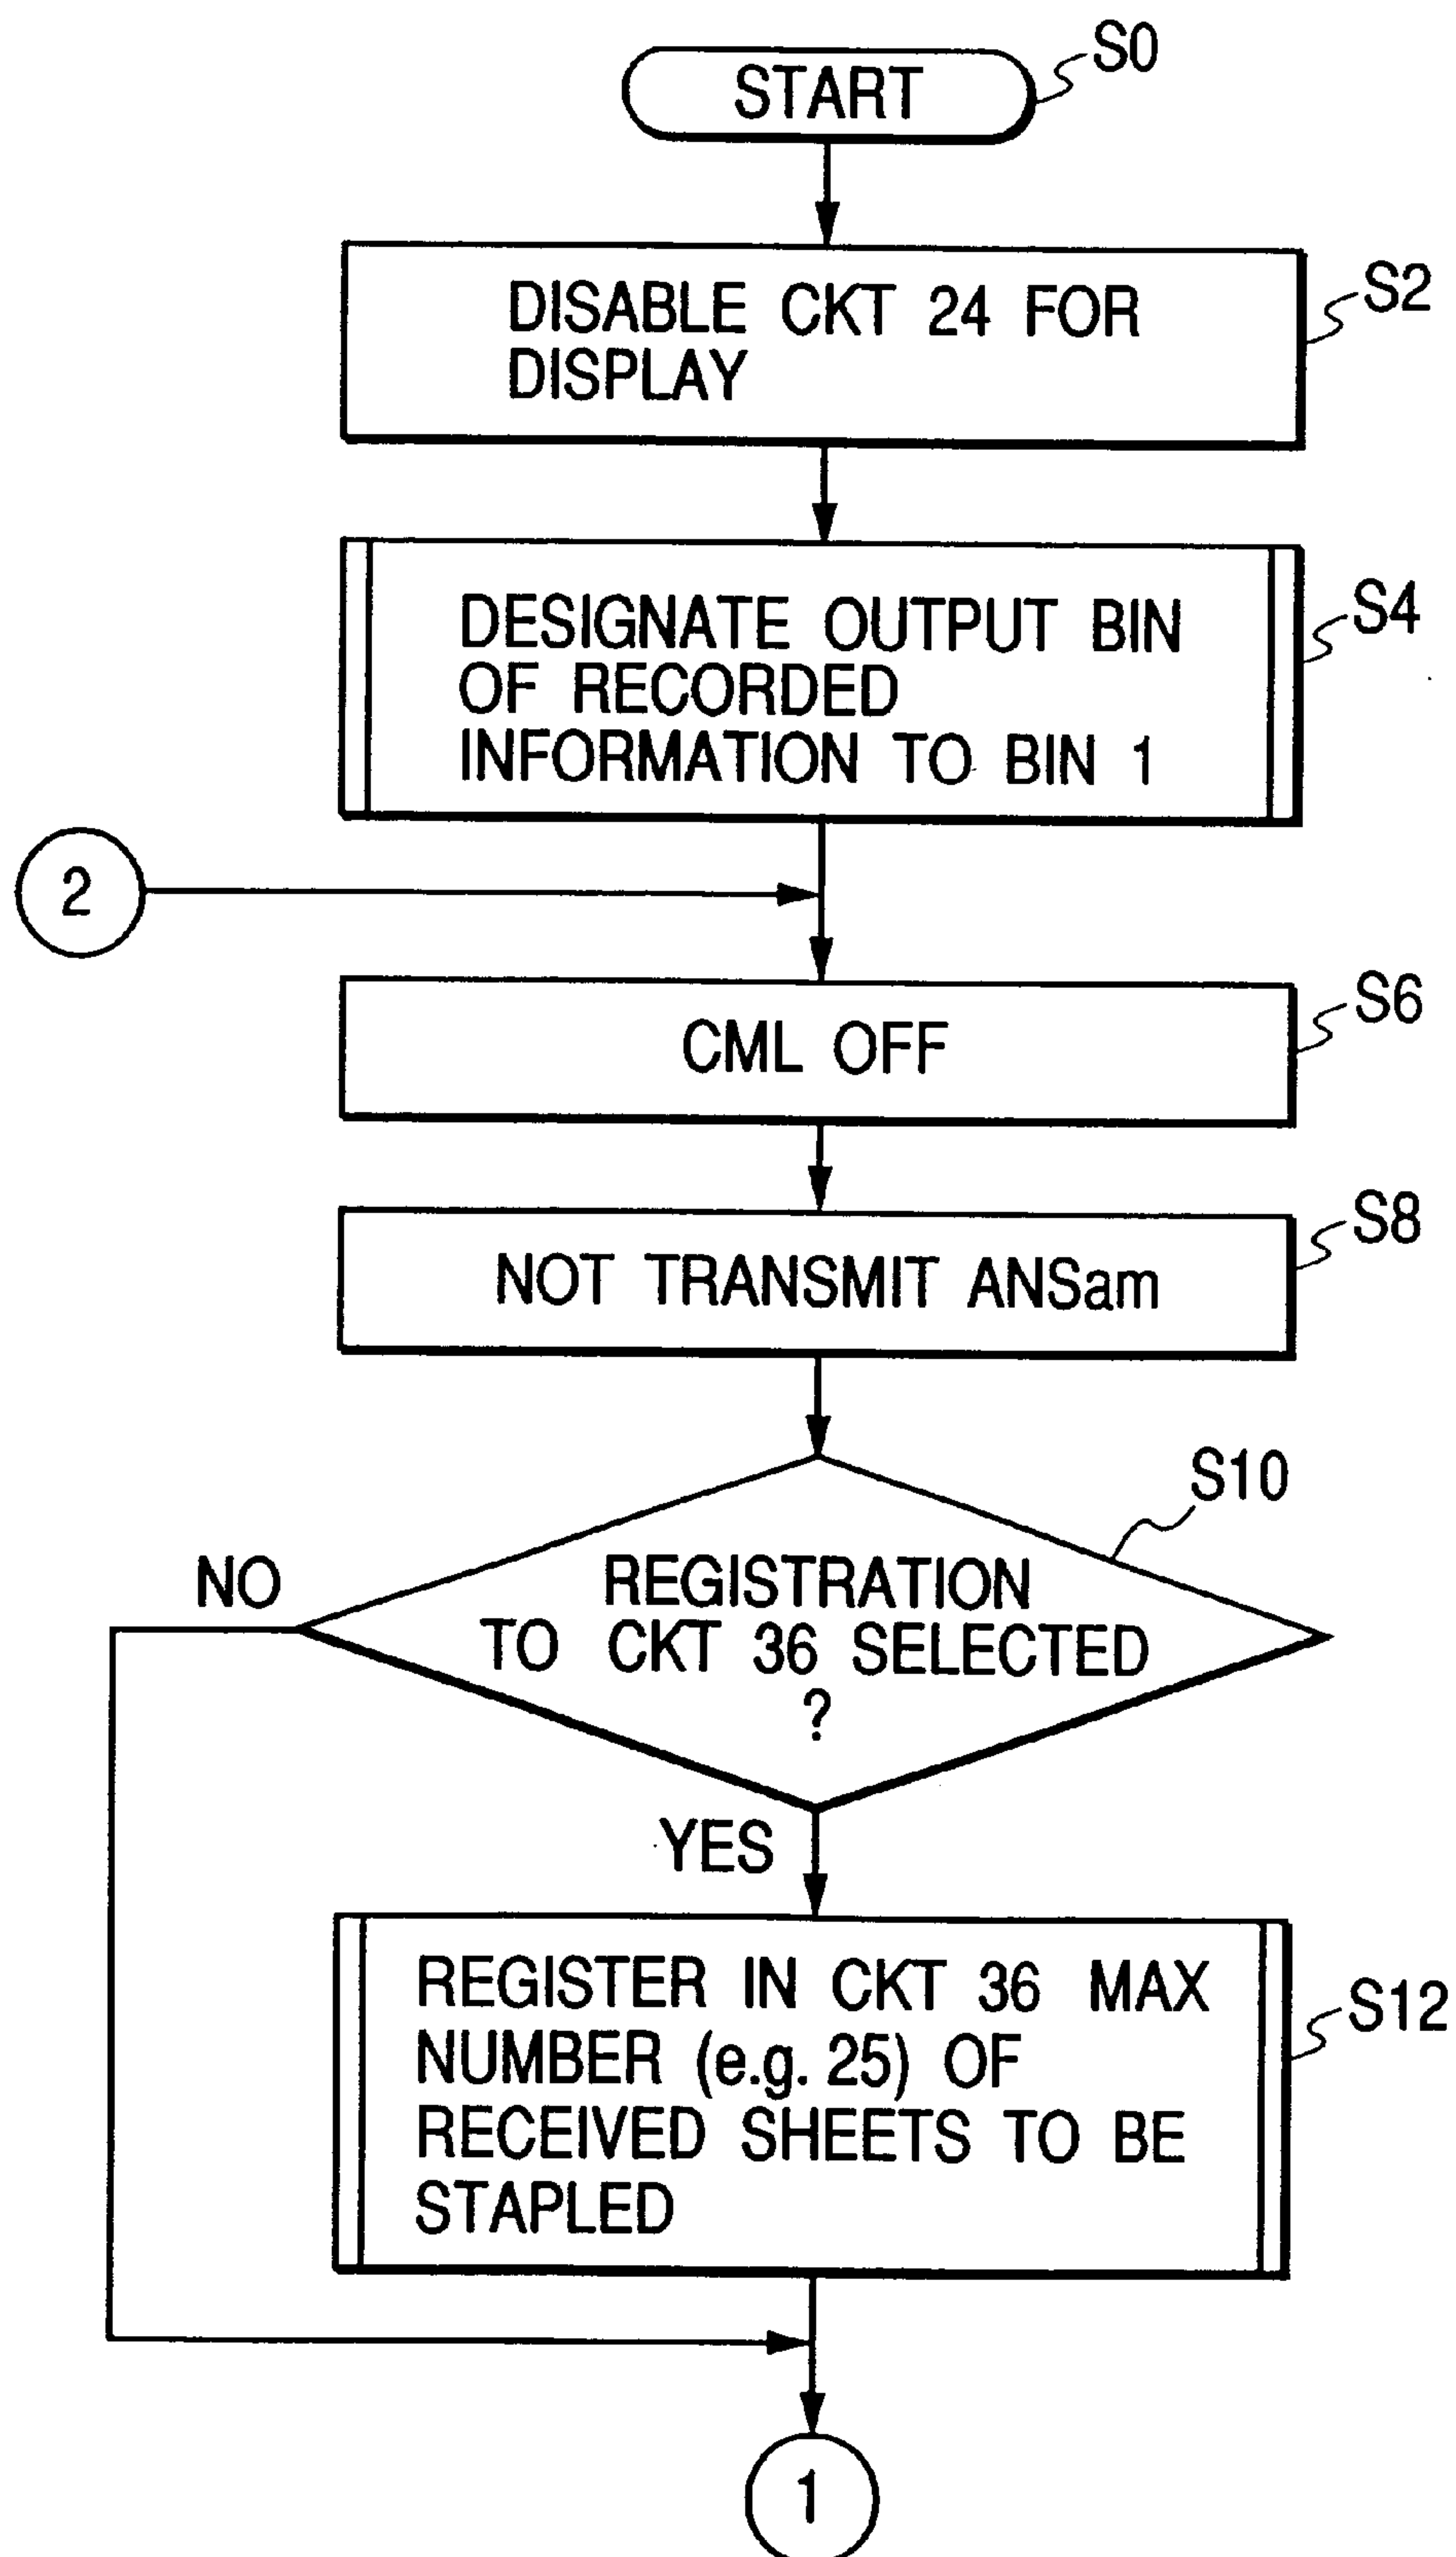 START
S0
DISABLE CKT 24 FOR
DISPLAY
S2
DESIGNATE OUTPUT BIN
OF RECORDED
INFORMATION TO BIN 1
S4
2
CML OFF
S6
NOT TRANSMIT ANSam
S8
S10
REGISTRATION
TO CKT 36 SELECTED
?
NO
YES
REGISTER IN CKT 36 MAX
NUMBER (e.g. 25) OF
RECEIVED SHEETS TO BE
STAPLED
S12
1